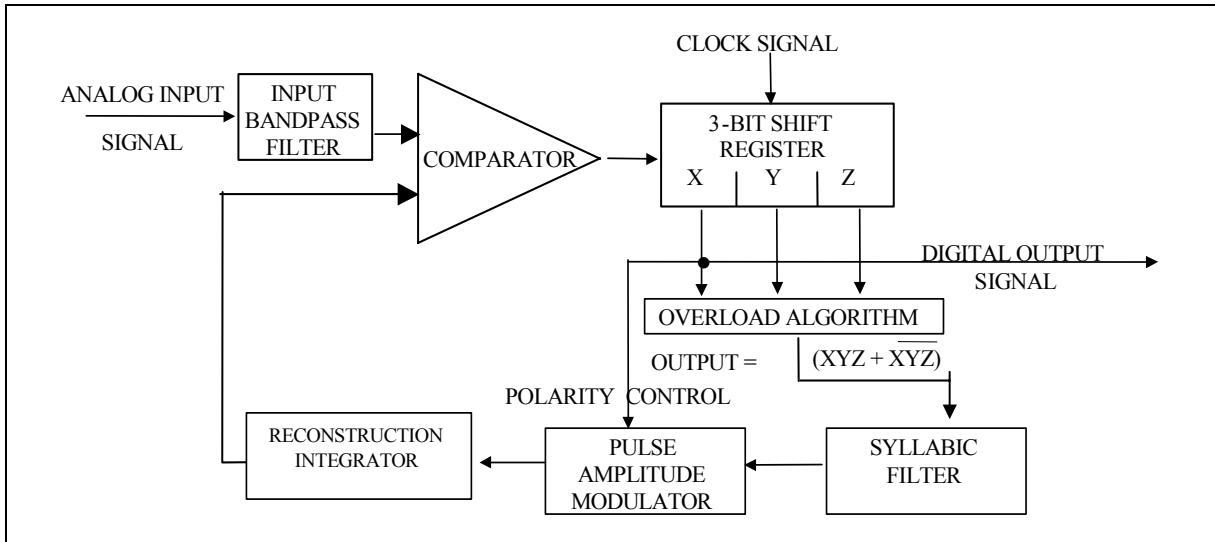 CLOCK SIGNAL
ANALOG INPUT
SIGNAL
INPUT
BANDPASS
FILTER
COMPARATOR
3-BIT SHIFT
REGISTER
X Y Z
DIGITAL OUTPUT
SIGNAL
OVERLOAD ALGORITHM
OUTPUT = (XYZ + X̅Y̅Z̅)
POLARITY CONTROL
RECONSTRUCTION
INTEGRATOR
PULSE
AMPLITUDE
MODULATOR
SYLLABIC
FILTER